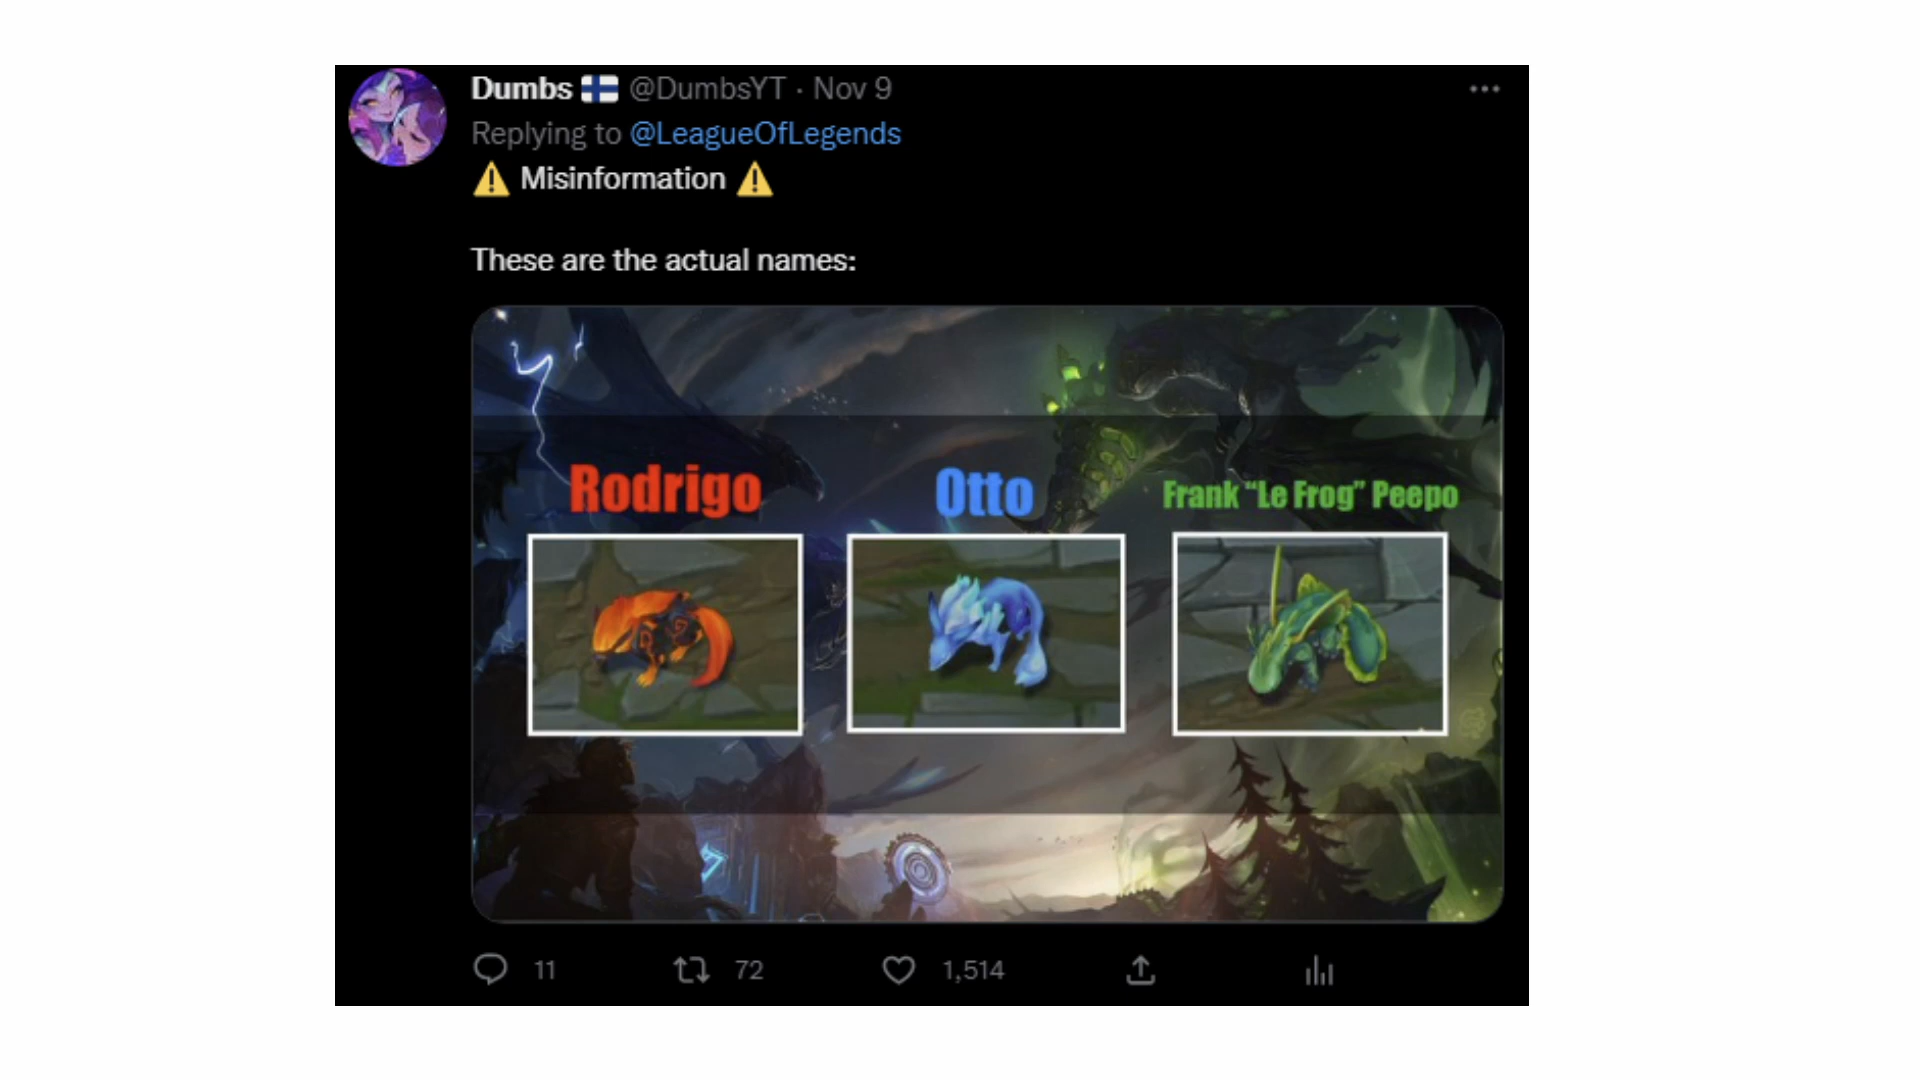 Dumbs 🇫🇮 @DumbsYT · Nov 9
Replying to @LeagueOfLegends
⚠️ Misinformation ⚠️
These are the actual names:
Rodrigo
Otto
Frank “Le Frog” Peepo
11
72
1,514